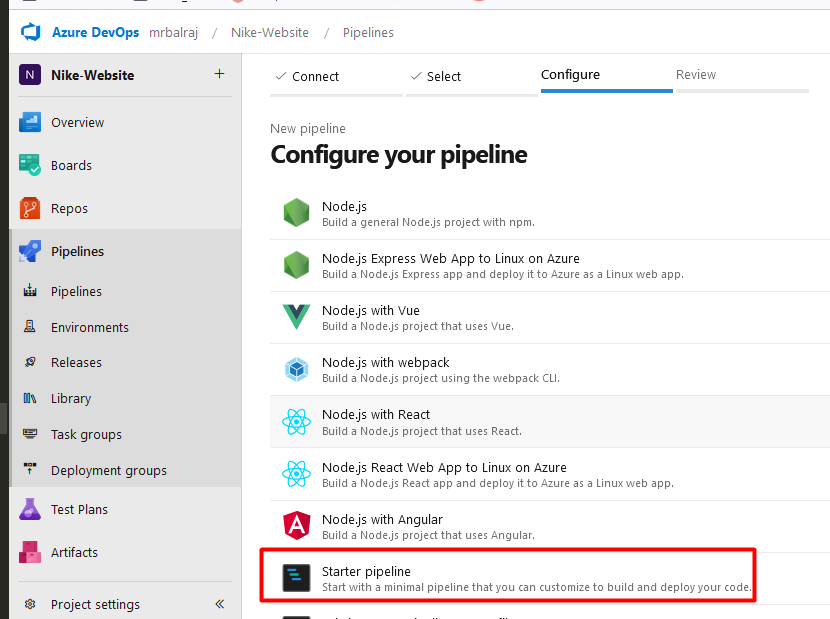 Azure DevOps mrbalraj / Nike-Website / Pipelines
N Nike-Website +
Overview
Boards
Repos
Pipelines
Pipelines
Environments
Releases
Library
Task groups
Deployment groups
Test Plans
Artifacts
Project settings
Connect
Select
Configure
Review
New pipeline
Configure your pipeline
Node.js
Build a general Node.js project with npm.
Node.js Express Web App to Linux on Azure
Build a Node.js Express app and deploy it to Azure as a Linux web app.
Node.js with Vue
Build a Node.js project that uses Vue.
Node.js with webpack
Build a Node.js project using the webpack CLI.
Node.js with React
Build a Node.js project that uses React.
Node.js React Web App to Linux on Azure
Build a Node.js React app and deploy it to Azure as a Linux web app.
Node.js with Angular
Build a Node.js project that uses Angular.
Starter pipeline
Start with a minimal pipeline that you can customize to build and deploy your code.